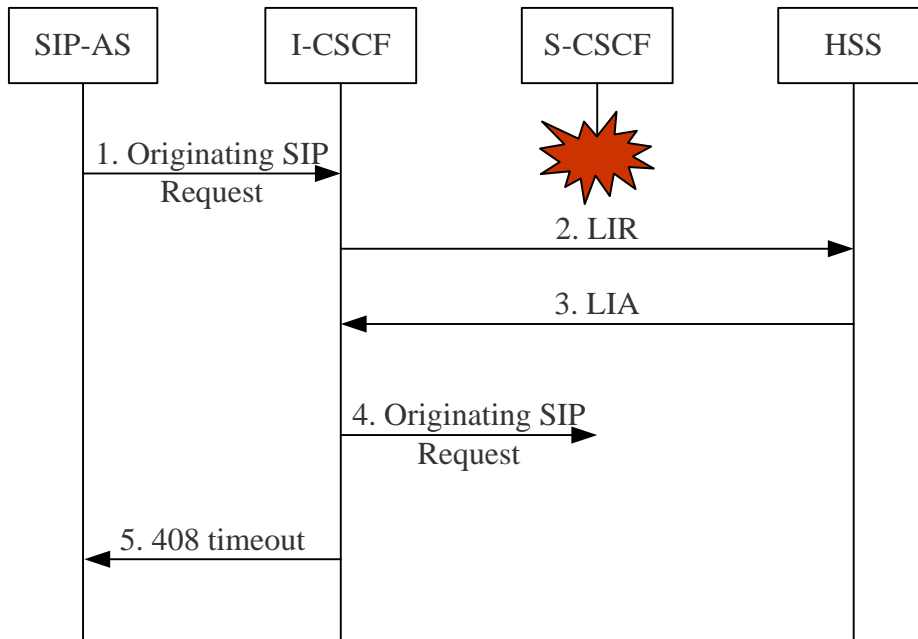 SIP-AS
I-CSCF
S-CSCF
HSS
1. Originating SIP
Request
2. LIR
3. LIA
4. Originating SIP
Request
5. 408 timeout